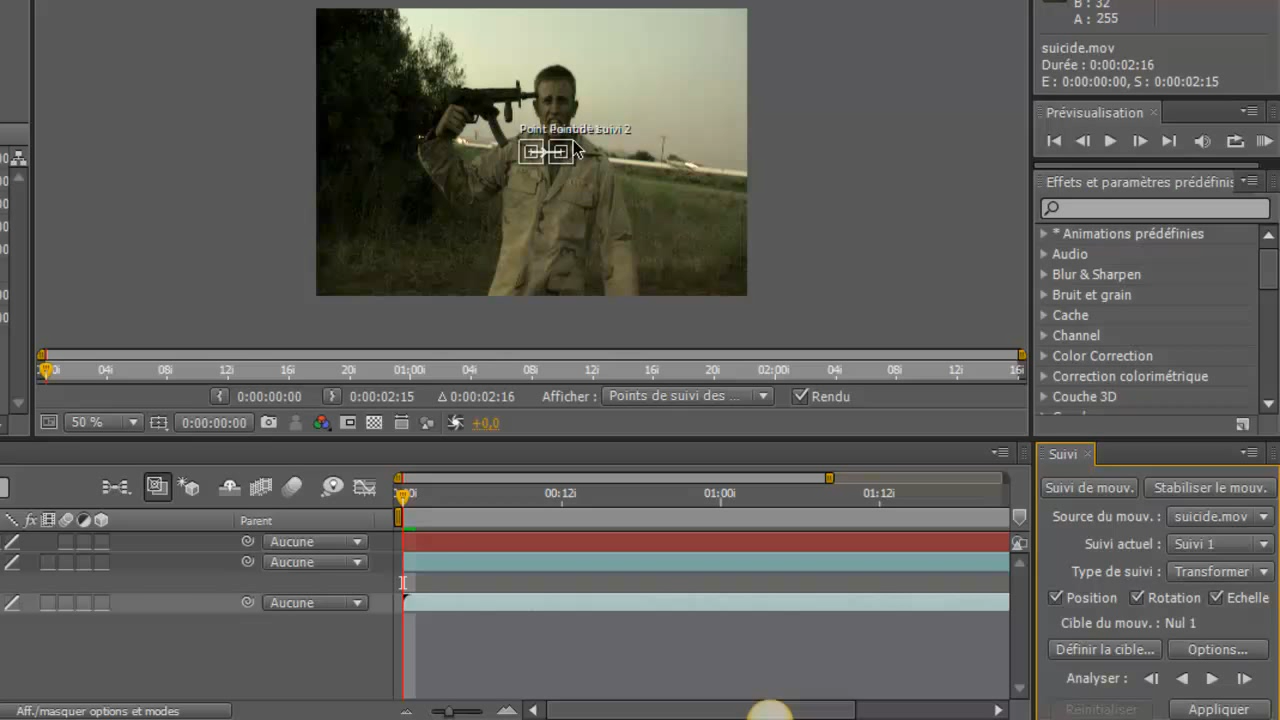 B : 32
A : 255
suicide.mov
Durée : 0:00:02:16
E : 0:00:00:00, S : 0:00:02:15
Prévisualisation
Effets et paramètres prédéfinis
* Animations prédéfinies
Audio
Blur & Sharpen
Bruit et grain
Cache
Channel
Color Correction
Correction colorimétrique
Couche 3D
Point de suivi 2
04i 08i 12i 16i 20i 01:00i 04i 08i 12i 16i 20i 02:00i 04i 08i 12i 16i
0:00:00:00 0:00:02:15 Δ 0:00:02:16 Afficher : Points de suivi des ... Rendu
50 % 0:00:00:00 +0,0
00:12i 01:00i 01:12i
fx Parent
Aucune
Aucune
Aucune
Aff./masquer options et modes
Suivi
Suivi de mouv. Stabiliser le mouv.
Source du mouv. : suicide.mov
Suivi actuel : Suivi 1
Type de suivi : Transformer
Position Rotation Echelle
Cible du mouv. : Nul 1
Définir la cible... Options...
Analyser :
Réinitialiser Appliquer